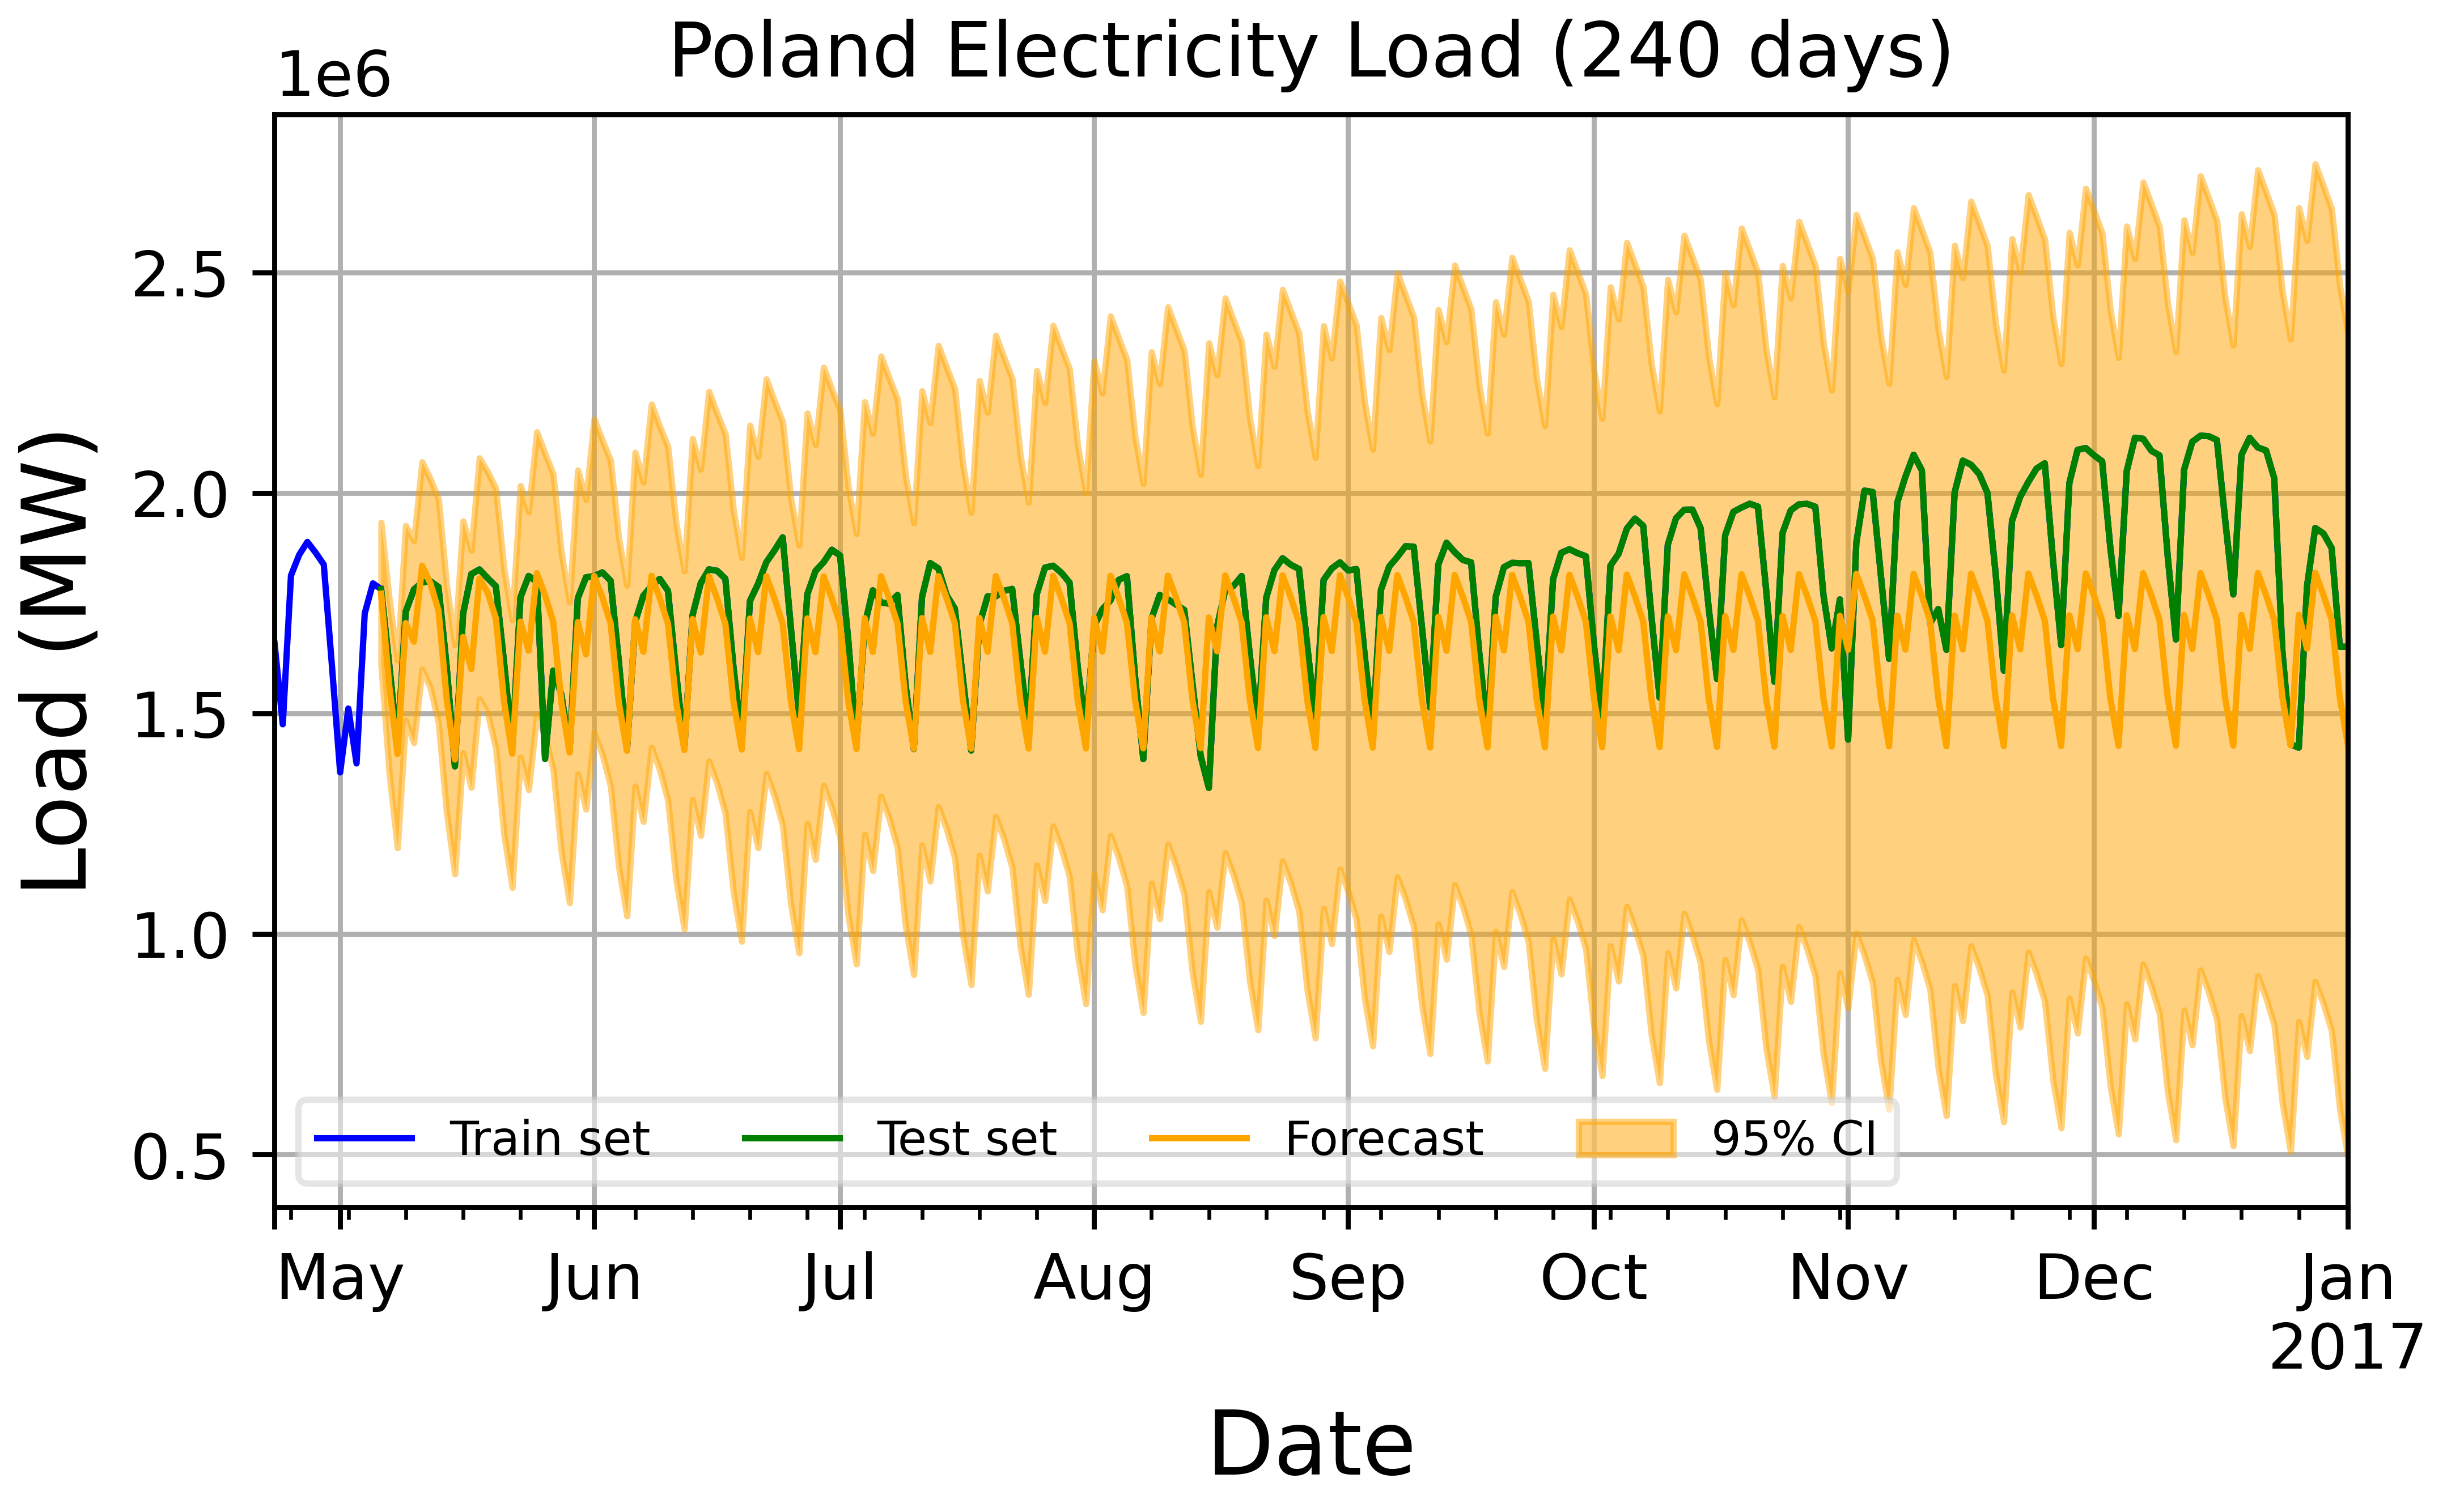 Poland Electricity Load (240 days)
1e6
Load (MW)
2.5
2.0
1.5
1.0
0.5
Train set
Test set
Forecast
95% CI
May
Jun
Jul
Aug
Sep
Oct
Nov
Dec
Jan
2017
Date